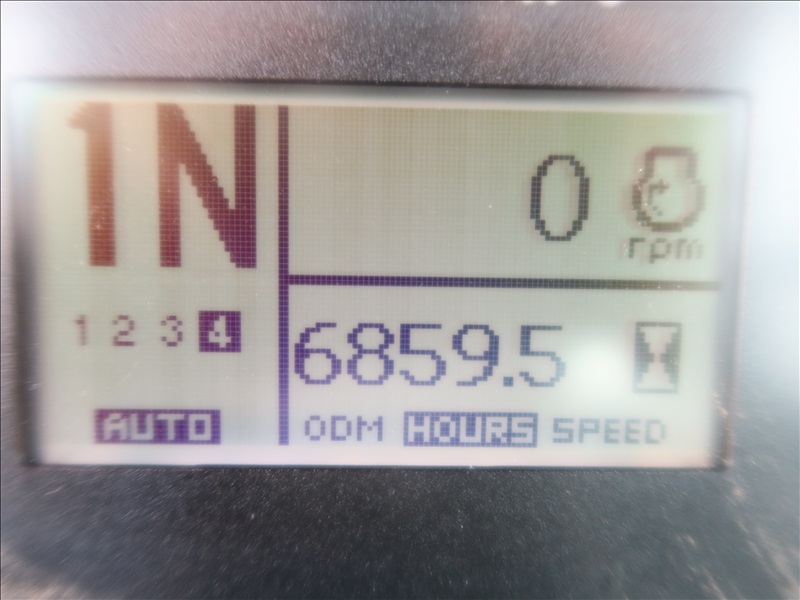 1N
0
rpm
1 2 3 4
6859.5
AUTO
ODM HOURS SPEED